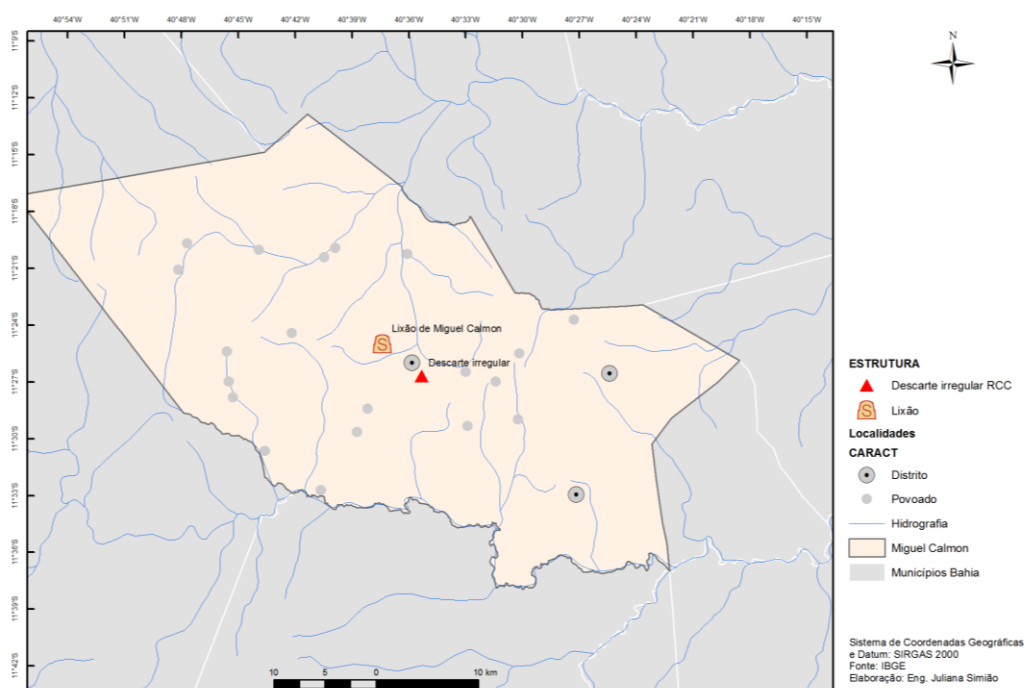 40°54'W 40°51'W 40°48'W 40°45'W 40°42'W 40°39'W 40°36'W 40°33'W 40°30'W 40°27'W 40°24'W 40°21'W 40°18'W 40°15'W
11°9'S
11°12'S
11°15'S
11°18'S
11°21'S
11°24'S
11°27'S
11°30'S
11°33'S
11°36'S
11°39'S
11°42'S
N
Lixão de Miguel Calmon
S
Descarte irregular
10 5 0 10 km
ESTRUTURA
Descarte irregular RCC
S Lixão
Localidades
CARACT
Distrito
Povoado
Hidrografia
Miguel Calmon
Municípios Bahia
Sistema de Coordenadas Geográficas
e Datum: SIRGAS 2000
Fonte: IBGE
Elaboração: Eng. Juliana Simião